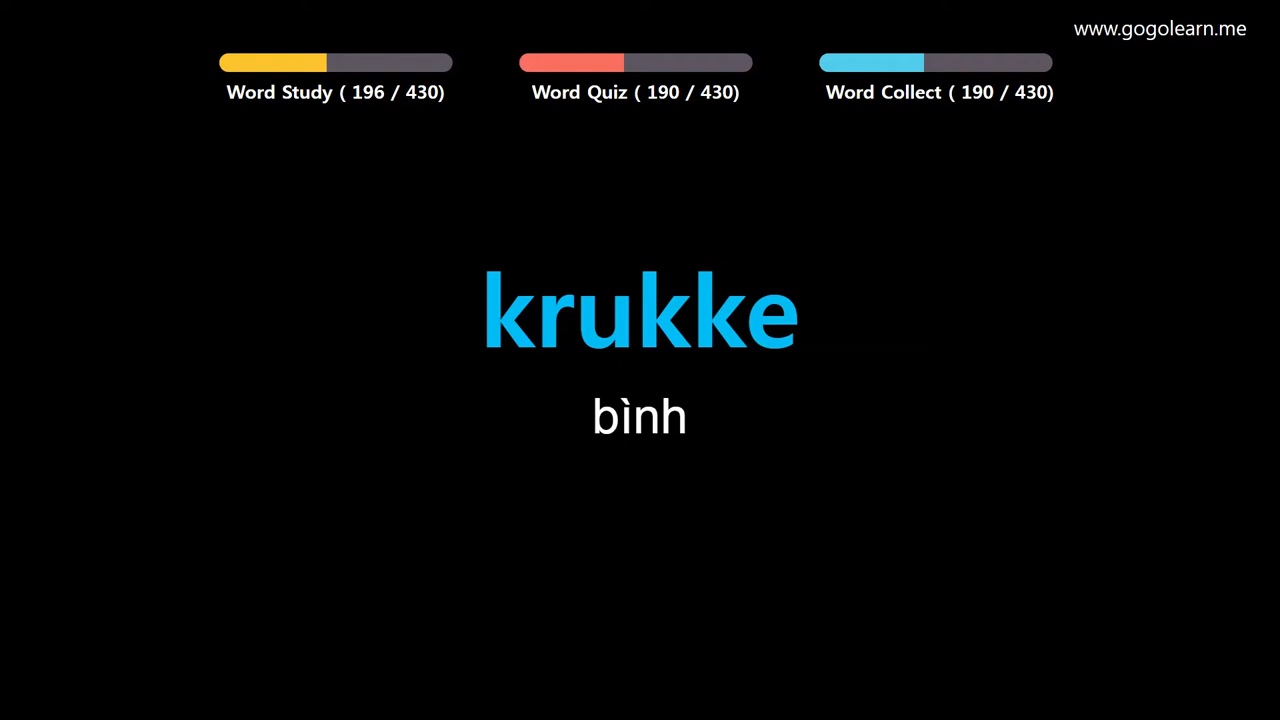 www.gogolearn.me
Word Study ( 196 / 430)
Word Quiz ( 190 / 430)
Word Collect ( 190 / 430)
krukke
bình